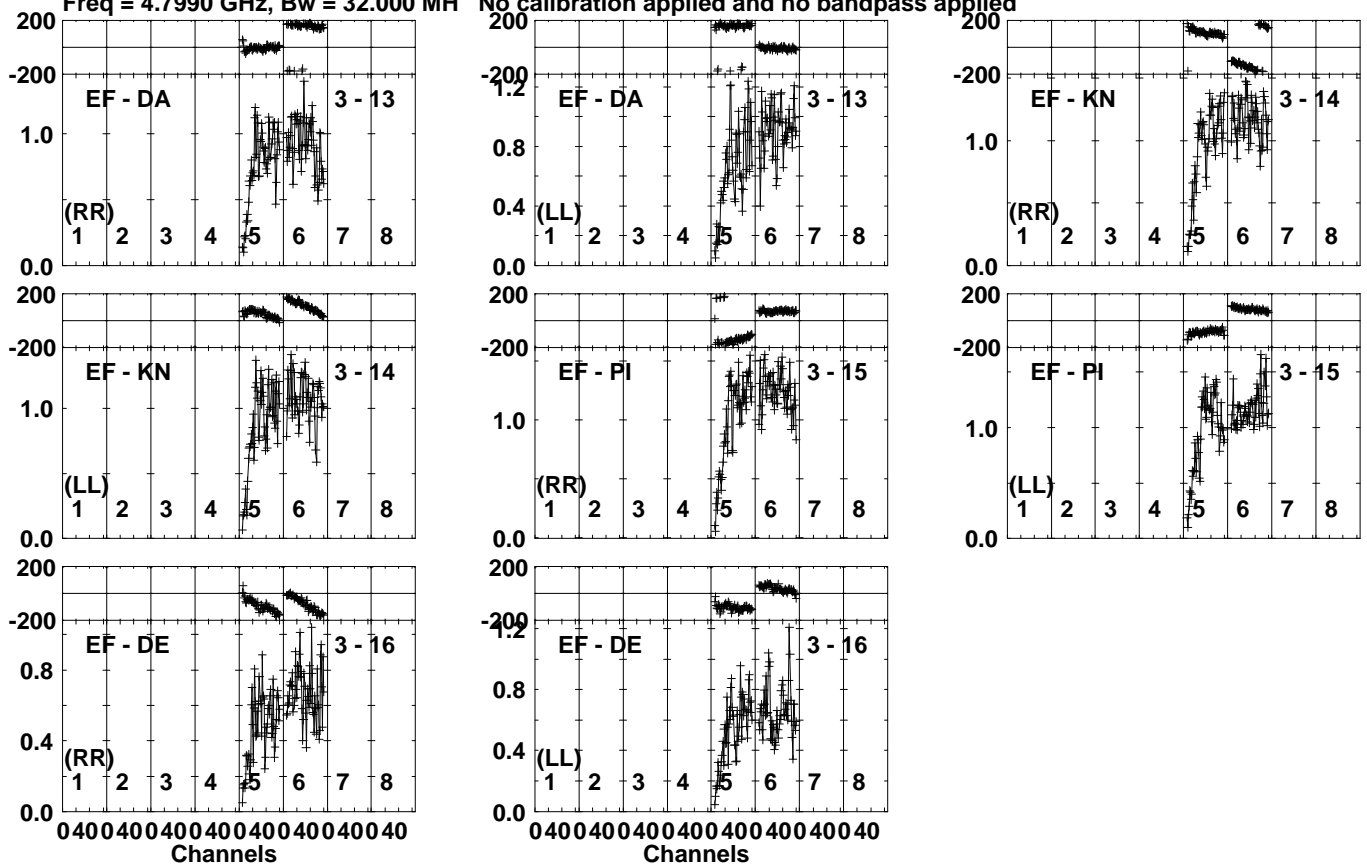 Freq = 4.7990 GHz, Bw = 32.000 MH No calibration applied and no bandpass applied
200
-200
EF - DA 3 - 13
1.0
(RR)
1 2 3 4 5 6 7 8
0.0
200
-200
1.2
EF - DA 3 - 13
0.8
0.4
(LL)
1 2 3 4 5 6 7 8
0.0
200
-200
EF - KN 3 - 14
1.0
(RR)
1 2 3 4 5 6 7 8
0.0
200
-200
EF - KN 3 - 14
1.0
(LL)
1 2 3 4 5 6 7 8
0.0
200
-200
EF - PI 3 - 15
1.0
(RR)
1 2 3 4 5 6 7 8
0.0
200
-200
EF - PI 3 - 15
1.0
(LL)
1 2 3 4 5 6 7 8
0.0
200
-200
EF - DE 3 - 16
0.8
0.4
(RR)
1 2 3 4 5 6 7 8
0.0
0 40 0 40 0 40 0 40 0 40 0 40 0 40 0 40
Channels
200
-200
1.2
EF - DE 3 - 16
0.8
0.4
(LL)
1 2 3 4 5 6 7 8
0.0
0 40 0 40 0 40 0 40 0 40 0 40 0 40 0 40
Channels